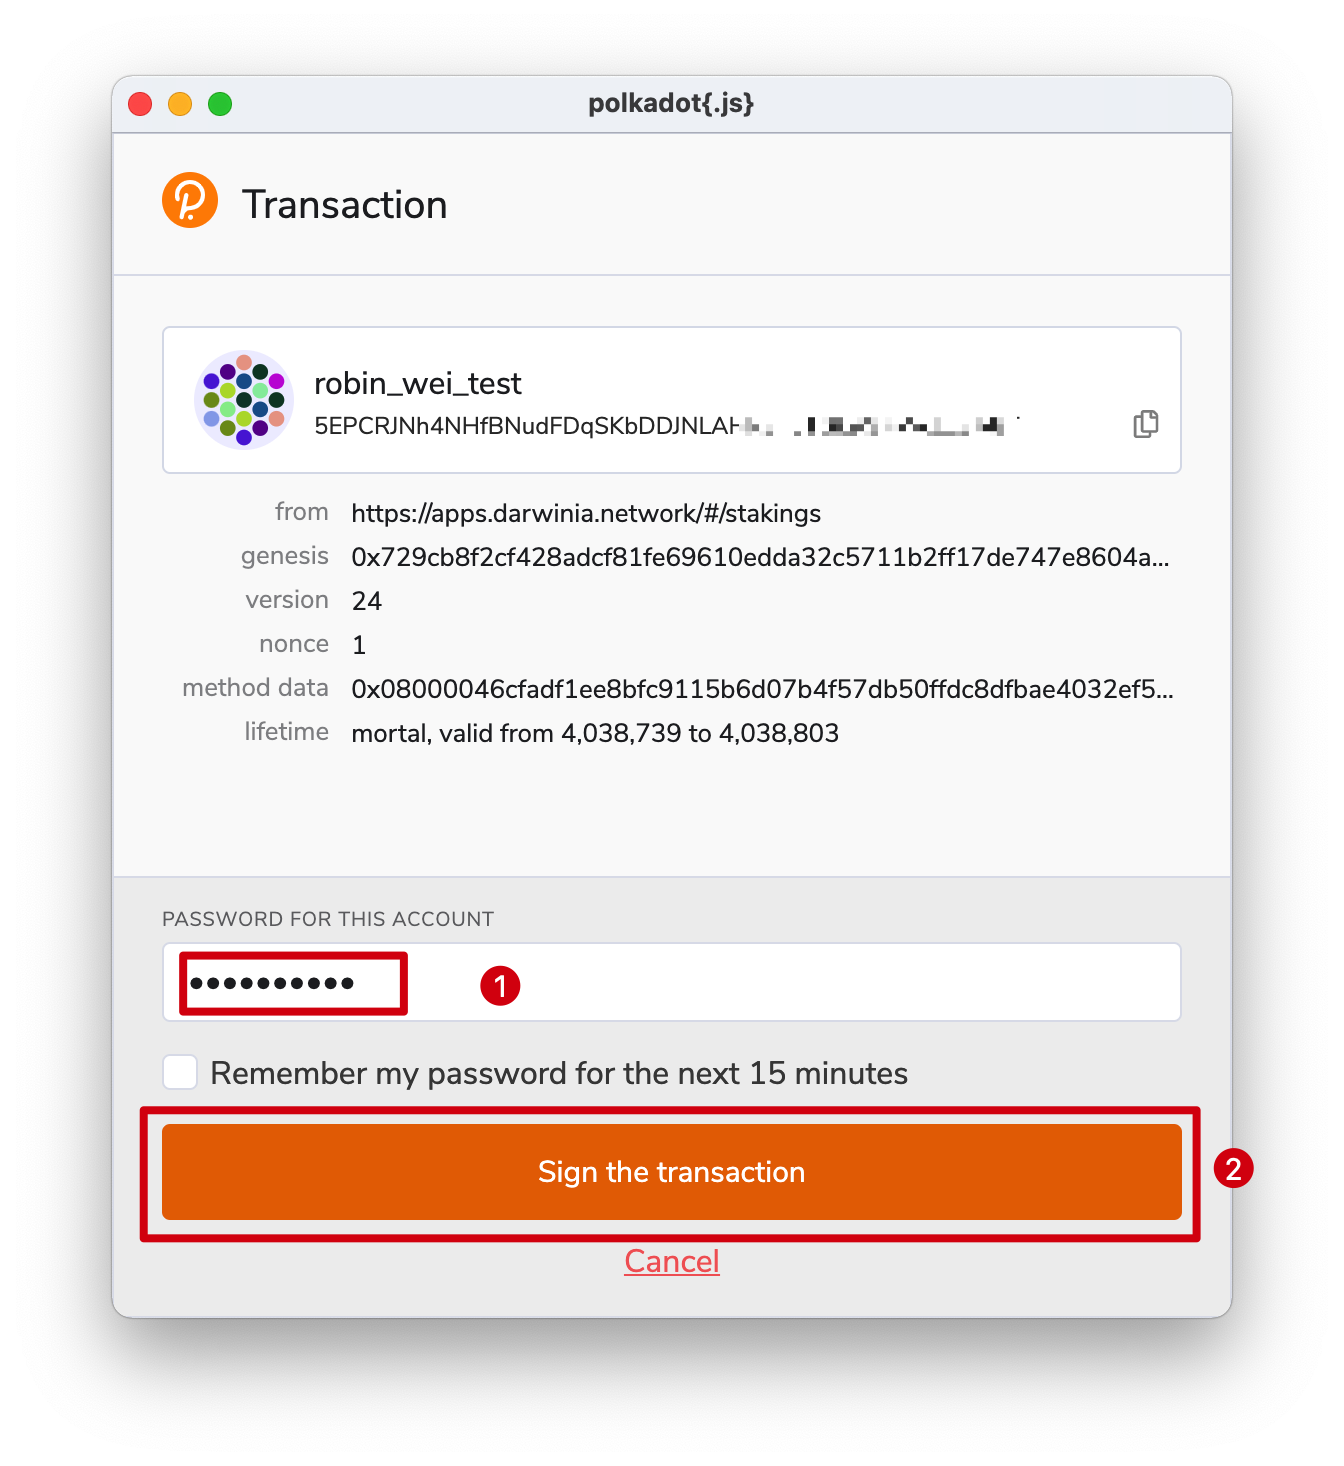 polkadot{.js}
Transaction
robin_wei_test
5EPCRJNh4NHfBNudFDqSKbDDJNLAH
from https://apps.darwinia.network/#/stakings
genesis 0x729cb8f2cf428adcf81fe69610edda32c5711b2ff17de747e8604a...
version 24
nonce 1
method data 0x08000046cfadf1ee8bfc9115b6d07b4f57db50ffdc8dfbae4032ef5...
lifetime mortal, valid from 4,038,739 to 4,038,803
PASSWORD FOR THIS ACCOUNT
●●●●●●●●●●
1
Remember my password for the next 15 minutes
Sign the transaction
2
Cancel